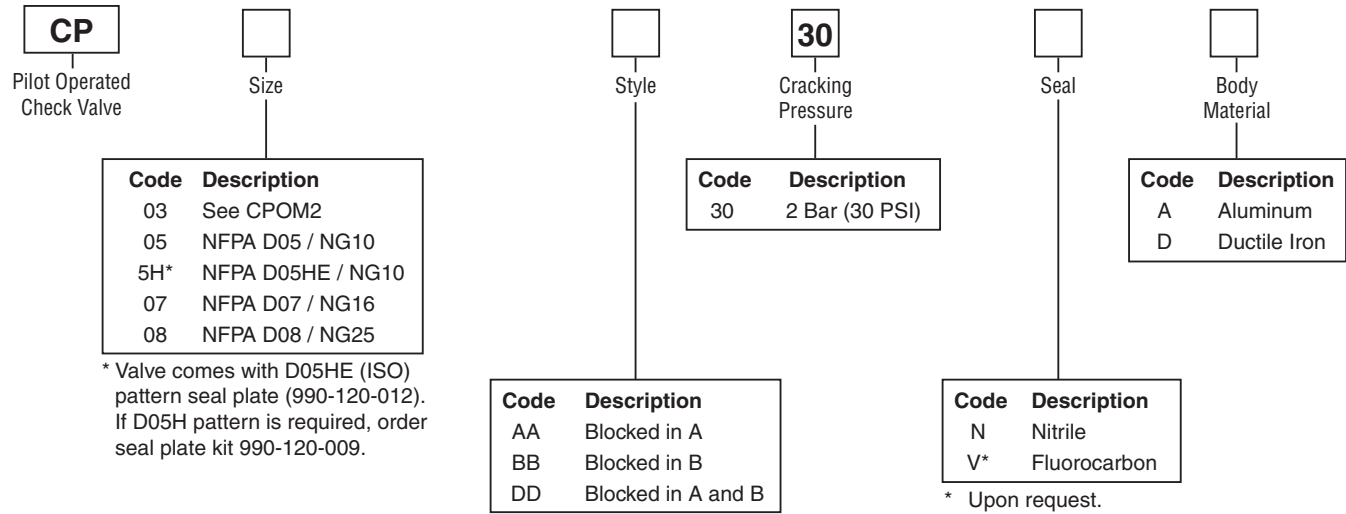 CP
30
Pilot Operated
Check Valve
Size
Style
Cracking
Pressure
Seal
Body
Material
Code Description
03 See CPOM2
05 NFPA D05 / NG10
5H* NFPA D05HE / NG10
07 NFPA D07 / NG16
08 NFPA D08 / NG25
* Valve comes with D05HE (ISO)
pattern seal plate (990-120-012).
If D05H pattern is required, order
seal plate kit 990-120-009.
Code Description
AA Blocked in A
BB Blocked in B
DD Blocked in A and B
Code Description
30 2 Bar (30 PSI)
Code Description
N Nitrile
V* Fluorocarbon
* Upon request.
Code Description
A Aluminum
D Ductile Iron